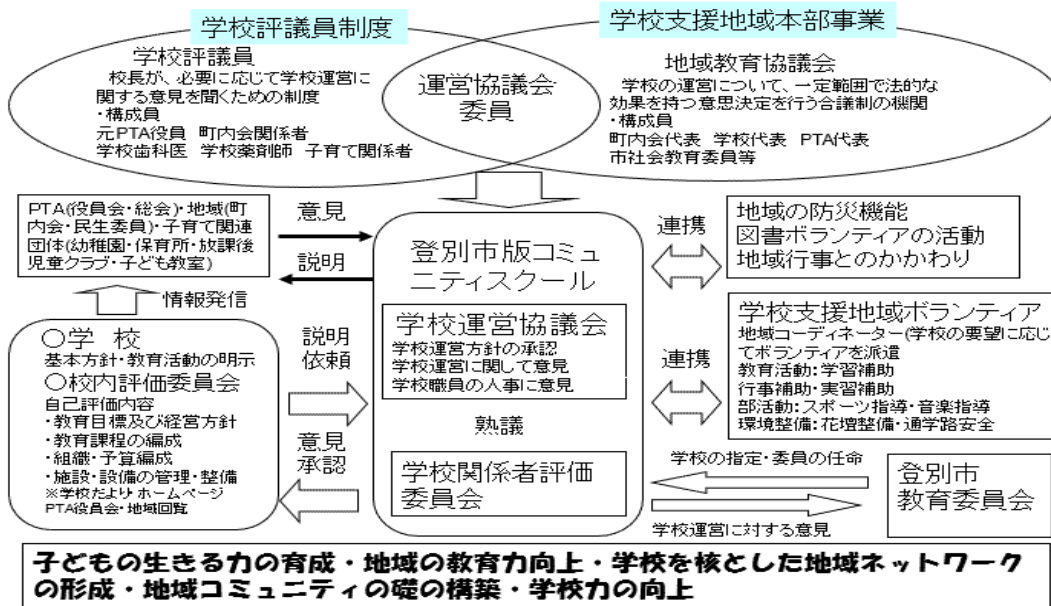 学校評議員制度
学校支援地域本部事業
学校評議員
校長が、必要に応じて学校運営に
関する意見を聞くための制度
・構成員
元PTA役員 町内会関係者
学校歯科医 学校薬剤師 子育て関係者
運営協議会
委員
地域教育協議会
学校の運営について、一定範囲で法的な
効果を持つ意思決定を行う合議制の機関
・構成員
町内会代表 学校代表 PTA代表
市社会教育委員等
PTA(役員会・総会)・地域(町
内会・民生委員)・子育て関連
団体(幼稚園・保育所・放課後
児童クラブ・子ども教室)
意見
説明
情報発信
登別市版コミュ
ニティスクール
連携
地域の防災機能
図書ボランティアの活動
地域行事とのかかわり
〇学 校
基本方針・教育活動の明示
〇校内評価委員会
自己評価内容
・教育目標及び経営方針
・教育課程の編成
・組織・予算編成
・施設・設備の管理・整備
※学校だより ホームページ
PTA役員会・地域回覧
説明
依頼
意見
承認
学校運営協議会
学校運営方針の承認
学校運営に関して意見
学校職員の人事に意見
熟議
学校関係者評価
委員会
連携
学校支援地域ボランティア
地域コーディネーター(学校の要望に応じ
てボランティアを派遣
教育活動:学習補助
行事補助・実習補助
部活動:スポーツ指導・音楽指導
環境整備:花壇整備・通学路安全
学校の指定・委員の任命
学校運営に対する意見
登別市
教育委員会
子どもの生きる力の育成・地域の教育力向上・学校を核とした地域ネットワーク
の形成・地域コミュニティの礎の構築・学校力の向上